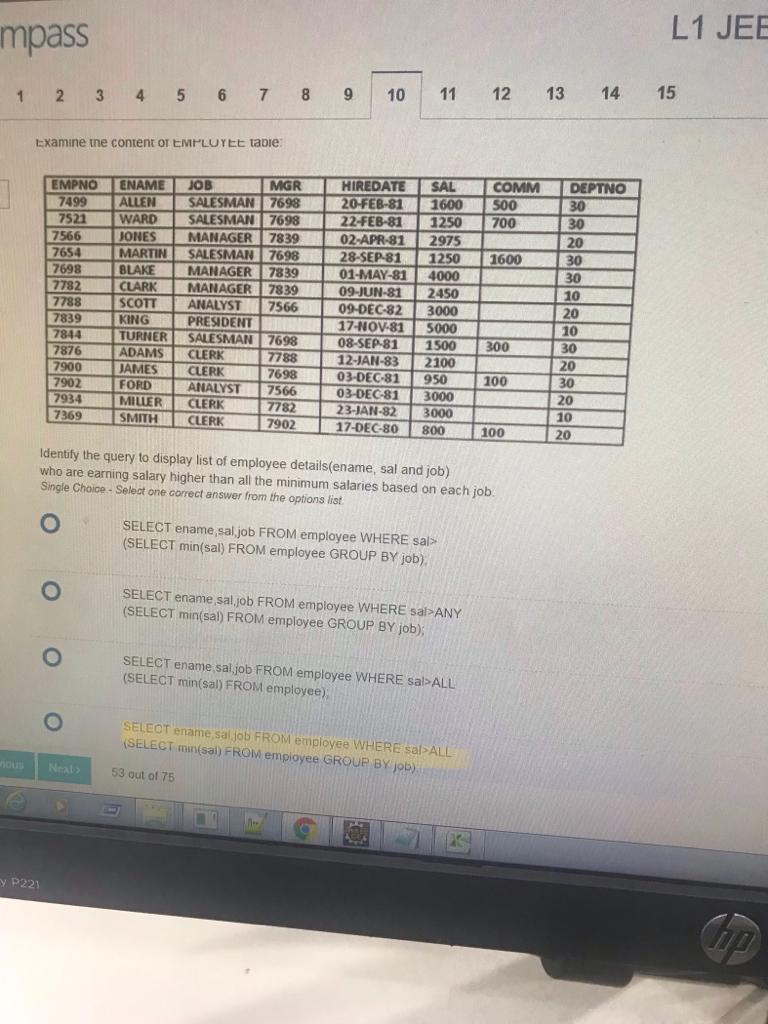 mpass
L1 JEE
1 2 3 4 5 6 7 8 9 10 11 12 13 14 15
Examine the content of EMPLOYEE table:
EMPNO ENAME JOB MGR HIREDATE SAL COMM DEPTNO
7499 ALLEN SALESMAN 7698 20-FEB-81 1600 500 30
7521 WARD SALESMAN 7698 22-FEB-81 1250 700 30
7566 JONES MANAGER 7839 02-APR-81 2975 20
7654 MARTIN SALESMAN 7698 28-SEP-81 1250 1600 30
7698 BLAKE MANAGER 7839 01-MAY-81 4000 30
7782 CLARK MANAGER 7839 09-JUN-81 2450 10
7788 SCOTT ANALYST 7566 09-DEC-82 3000 20
7839 KING PRESIDENT 17-NOV-81 5000 10
7844 TURNER SALESMAN 7698 08-SEP-81 1500 300 30
7876 ADAMS CLERK 7788 12-JAN-83 2100 20
7900 JAMES CLERK 7698 03-DEC-81 950 100 30
7902 FORD ANALYST 7566 03-DEC-81 3000 20
7934 MILLER CLERK 7782 23-JAN-82 3000 10
7369 SMITH CLERK 7902 17-DEC-80 800 100 20
Identify the query to display list of employee details(ename, sal and job)
who are earning salary higher than all the minimum salaries based on each job.
Single Choice - Select one correct answer from the options list.
SELECT ename,sal,job FROM employee WHERE sal>
(SELECT min(sal) FROM employee GROUP BY job);
SELECT ename,sal,job FROM employee WHERE sal>ANY
(SELECT min(sal) FROM employee GROUP BY job);
SELECT ename,sal,job FROM employee WHERE sal>ALL
(SELECT min(sal) FROM employee);
SELECT ename,sal,job FROM employee WHERE sal>ALL
(SELECT min(sal) FROM employee GROUP BY job)
ious Next > 53 out of 75
y P221
hp